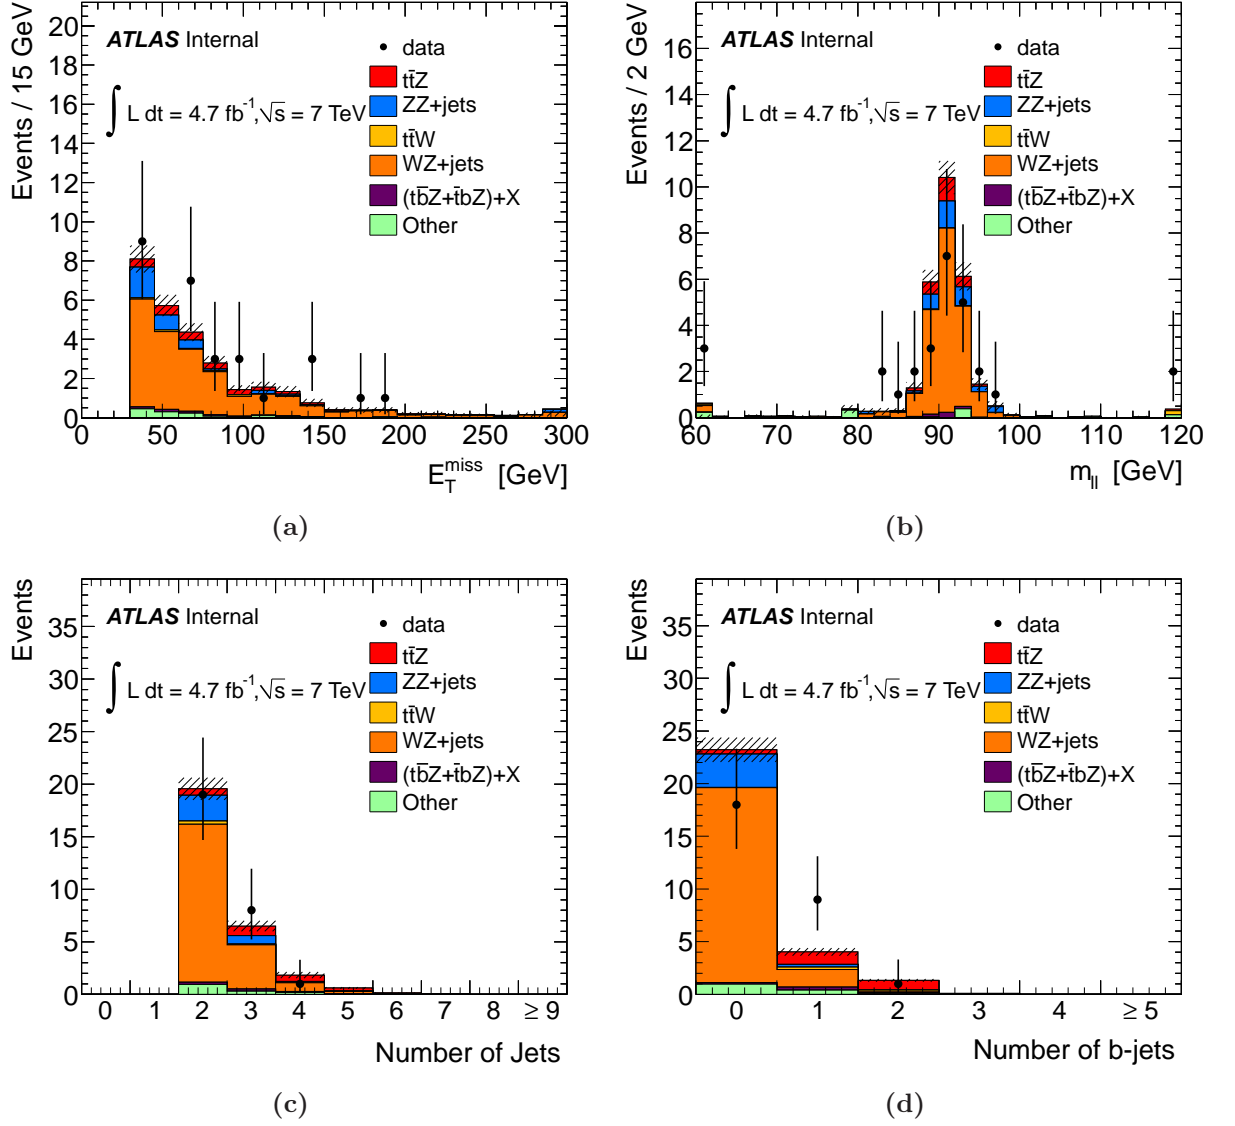 Events / 15 GeV
20
18
16
14
12
10
8
6
4
2
0
ATLAS Internal
∫ L dt = 4.7 fb⁻¹,√s = 7 TeV
data
tt̄Z
ZZ+jets
tt̄W
WZ+jets
(tb̄Z+t̄bZ)+X
Other
0 50 100 150 200 250 300
E_T^miss [GeV]
(a)
Events / 2 GeV
16
14
12
10
8
6
4
2
0
ATLAS Internal
∫ L dt = 4.7 fb⁻¹,√s = 7 TeV
data
tt̄Z
ZZ+jets
tt̄W
WZ+jets
(tb̄Z+t̄bZ)+X
Other
60 70 80 90 100 110 120
m_ll [GeV]
(b)
Events
35
30
25
20
15
10
5
0
ATLAS Internal
∫ L dt = 4.7 fb⁻¹,√s = 7 TeV
data
tt̄Z
ZZ+jets
tt̄W
WZ+jets
(tb̄Z+t̄bZ)+X
Other
0 1 2 3 4 5 6 7 8 ≥ 9
Number of Jets
(c)
Events
35
30
25
20
15
10
5
0
ATLAS Internal
∫ L dt = 4.7 fb⁻¹,√s = 7 TeV
data
tt̄Z
ZZ+jets
tt̄W
WZ+jets
(tb̄Z+t̄bZ)+X
Other
0 1 2 3 4 ≥ 5
Number of b-jets
(d)